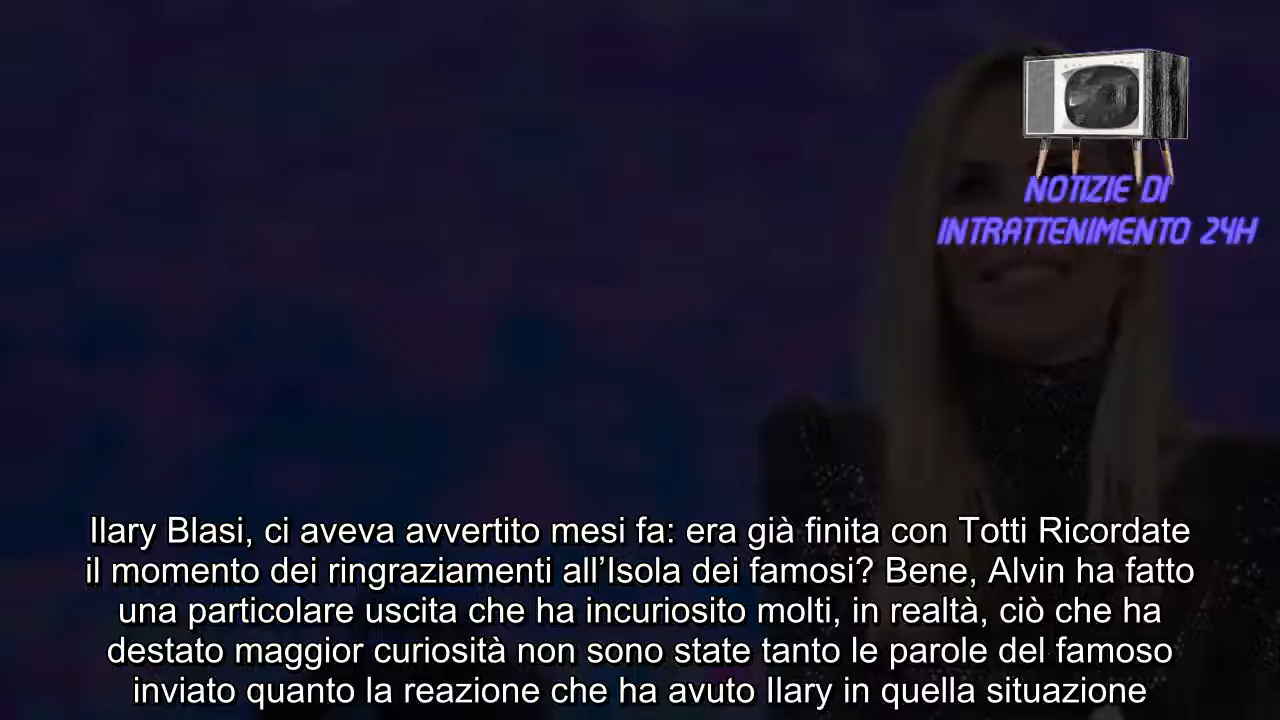 NOTIZIE DI
INTRATTENIMENTO 24H
Ilary Blasi, ci aveva avvertito mesi fa: era già finita con Totti Ricordate
il momento dei ringraziamenti all’Isola dei famosi? Bene, Alvin ha fatto
una particolare uscita che ha incuriosito molti, in realtà, ciò che ha
destato maggior curiosità non sono state tanto le parole del famoso
inviato quanto la reazione che ha avuto Ilary in quella situazione